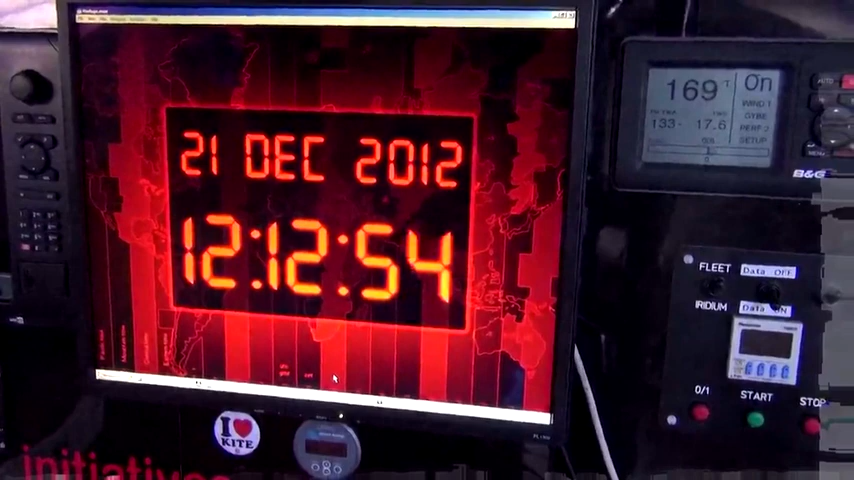 21 DEC 2012
12:12:54
169
On
WIND 1
GYBE
PERF 2
SETUP
133
17.6
B&G
FLEET
Data OFF
IRIDIUM
Data ON
0/1
START
STOP
I ♥
KITE
initiatives